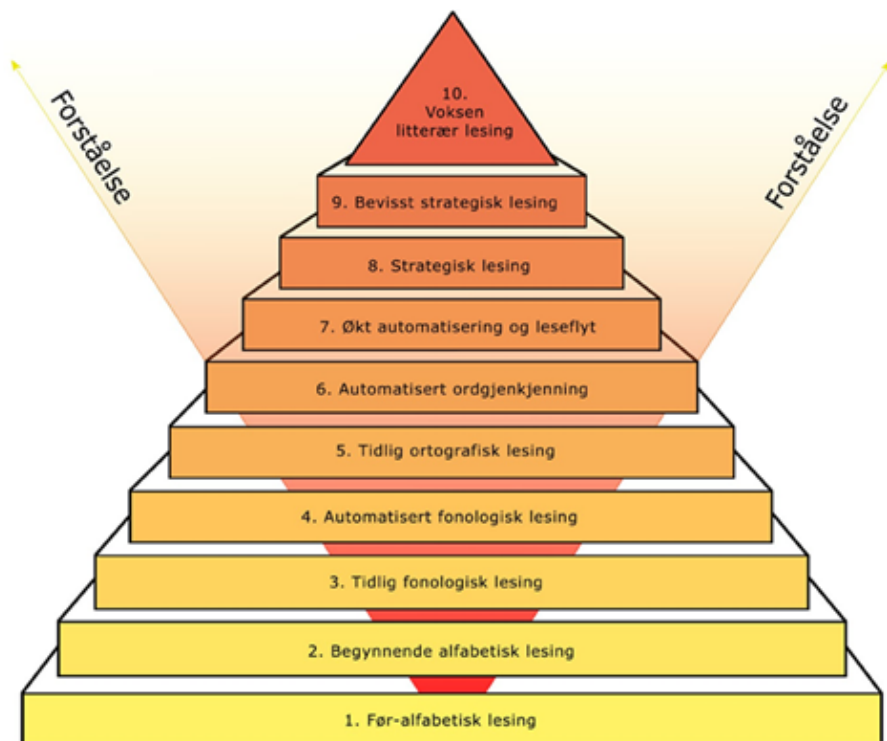 Forståelse
Forståelse
10.
Voksen
litterær lesing
9. Bevisst strategisk lesing
8. Strategisk lesing
7. Økt automatisering og leseflyt
6. Automatisert ordgjenkjenning
5. Tidlig ortografisk lesing
4. Automatisert fonologisk lesing
3. Tidlig fonologisk lesing
2. Begynnende alfabetisk lesing
1. Før-alfabetisk lesing